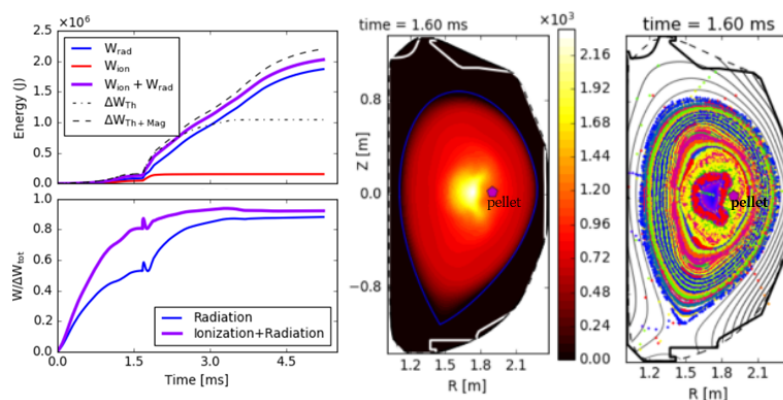 ×10⁶
2.5
2.0
1.5
1.0
0.5
0.0
Energy (J)
W_rad
W_ion
W_ion + W_rad
ΔW_Th
ΔW_Th+Mag
1.0
0.8
0.6
0.4
0.2
0.0
W/ΔW_tot
Radiation
Ionization+Radiation
0.0 1.5 3.0 4.5
Time [ms]
time = 1.60 ms
×10³
0.8
0.0
−0.8
Z [m]
pellet
1.2 1.5 1.8 2.1
R [m]
2.16
1.92
1.68
1.44
1.20
0.96
0.72
0.48
0.24
0.00
time = 1.60 ms
pellet
1.2 1.5 1.8 2.1
R [m]